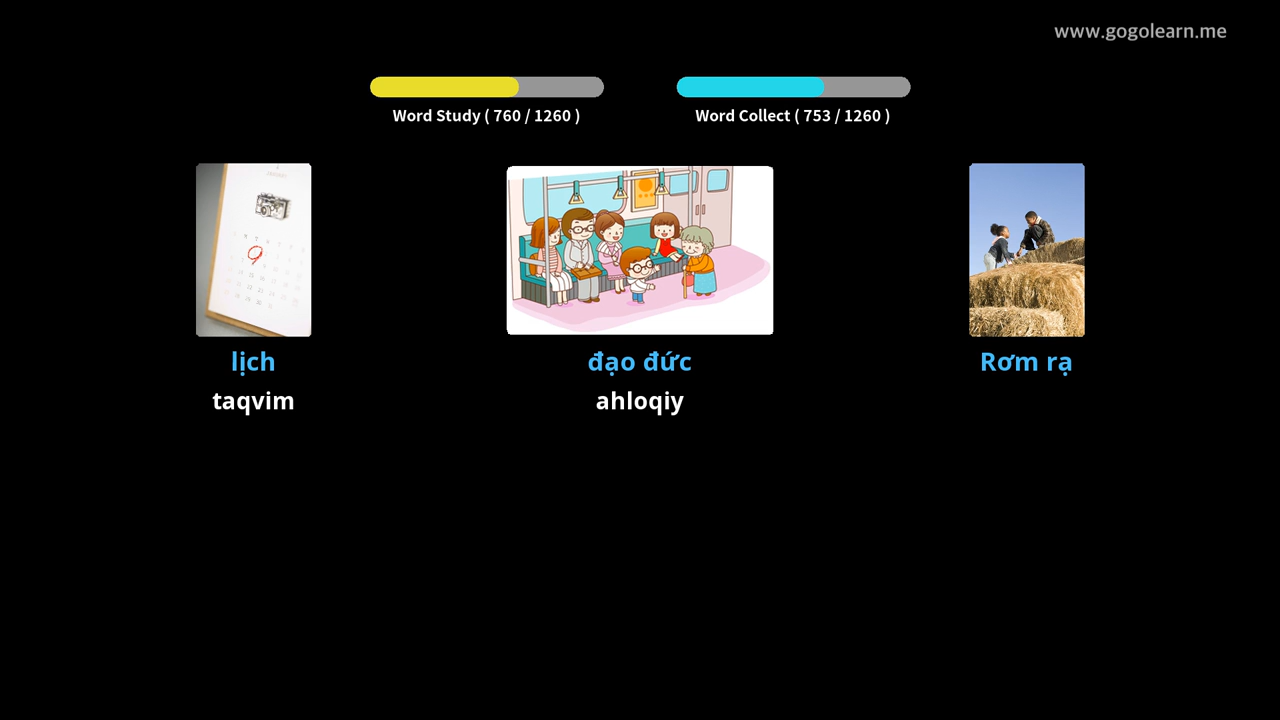 www.gogolearn.me
Word Study ( 760 / 1260 )
Word Collect ( 753 / 1260 )
lịch
taqvim
đạo đức
ahloqiy
Rơm rạ